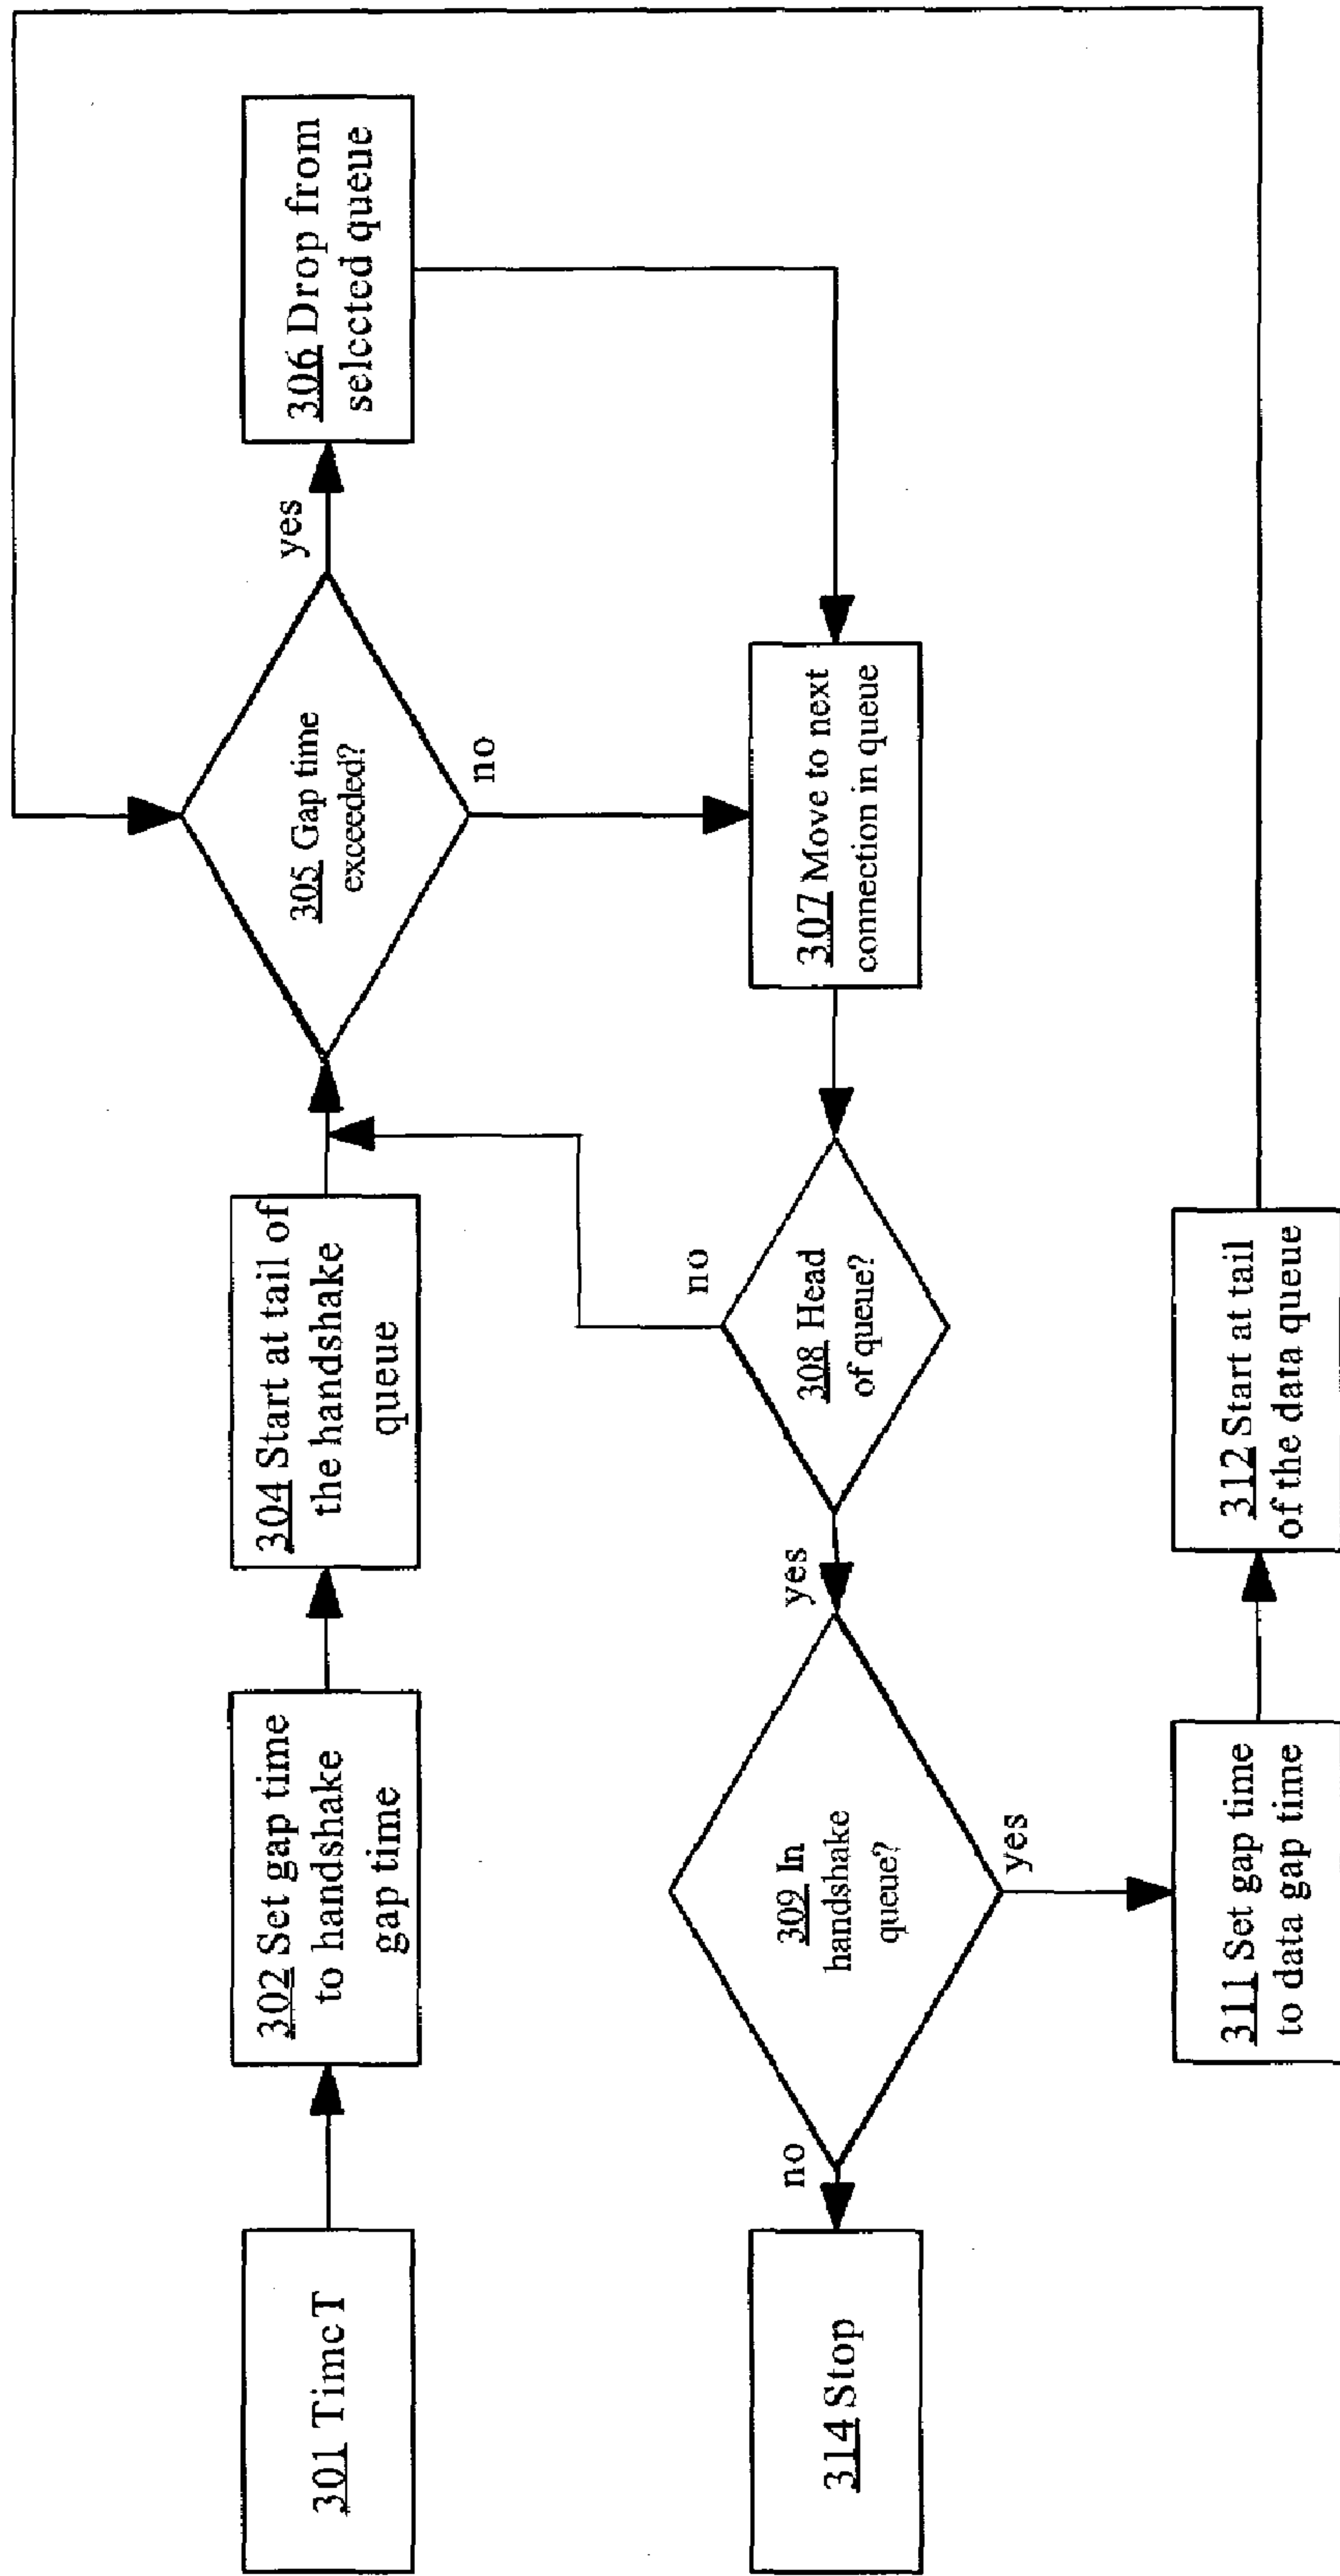 301 Time T
302 Set gap time
to handshake
gap time
304 Start at tail of
the handshake
queue
305 Gap time
exceeded?
yes
306 Drop from
selected queue
no
307 Move to next
connection in queue
308 Head
of queue?
no
yes
309 In
handshake
queue?
no
314 Stop
yes
311 Set gap time
to data gap time
312 Start at tail
of the data queue